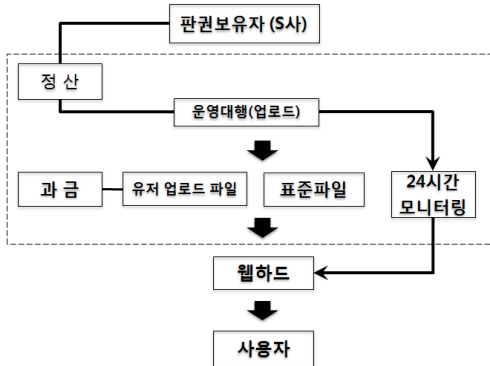 판권보유자 (S사)
정 산
운영대행(업로드)
과 금
유저 업로드 파일
표준파일
24시간
모니터링
웹하드
사용자